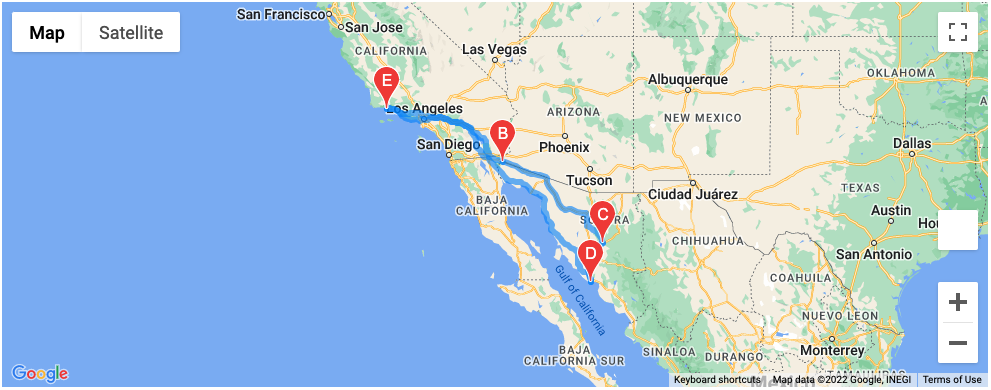 Map
Satellite
San Francisco
San Jose
CALIFORNIA
Las Vegas
E
Los Angeles
San Diego
B
ARIZONA
Phoenix
Tucson
Albuquerque
NEW MEXICO
OKLAHOMA
Dallas
Ciudad Juárez
TEXAS
Austin
San Antonio
BAJA
CALIFORNIA
C
D
CHIHUAHUA
COAHUILA
Gulf of California
NUEVO LEON
Monterrey
BAJA
CALIFORNIA SUR
SINALOA
DURANGO
TAMAULIPAS
+
−
Google
Keyboard shortcuts
Map data ©2022 Google, INEGI
Terms of Use